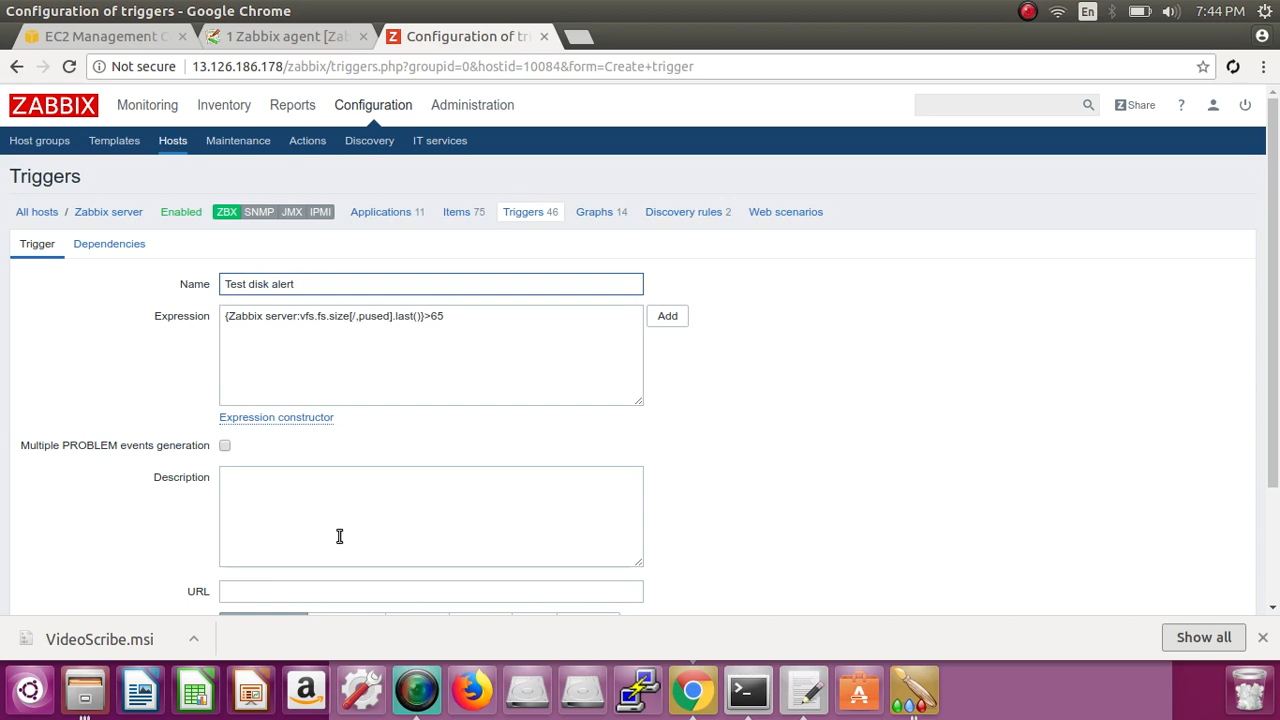 Configuration of triggers - Google Chrome
En
7:44 PM
EC2 Management C
1 Zabbix agent [Zab
Configuration of tri
Not secure
13.126.186.178/zabbix/triggers.php?groupid=0&hostid=10084&form=Create+trigger
ZABBIX
Monitoring
Inventory
Reports
Configuration
Administration
Share
?
Host groups
Templates
Hosts
Maintenance
Actions
Discovery
IT services
Triggers
All hosts / Zabbix server
Enabled
ZBX SNMP JMX IPMI
Applications 11
Items 75
Triggers 46
Graphs 14
Discovery rules 2
Web scenarios
Trigger
Dependencies
Name
Test disk alert
Expression
{Zabbix server:vfs.fs.size[/,pused].last()}>65
Add
Expression constructor
Multiple PROBLEM events generation
Description
URL
VideoScribe.msi
Show all